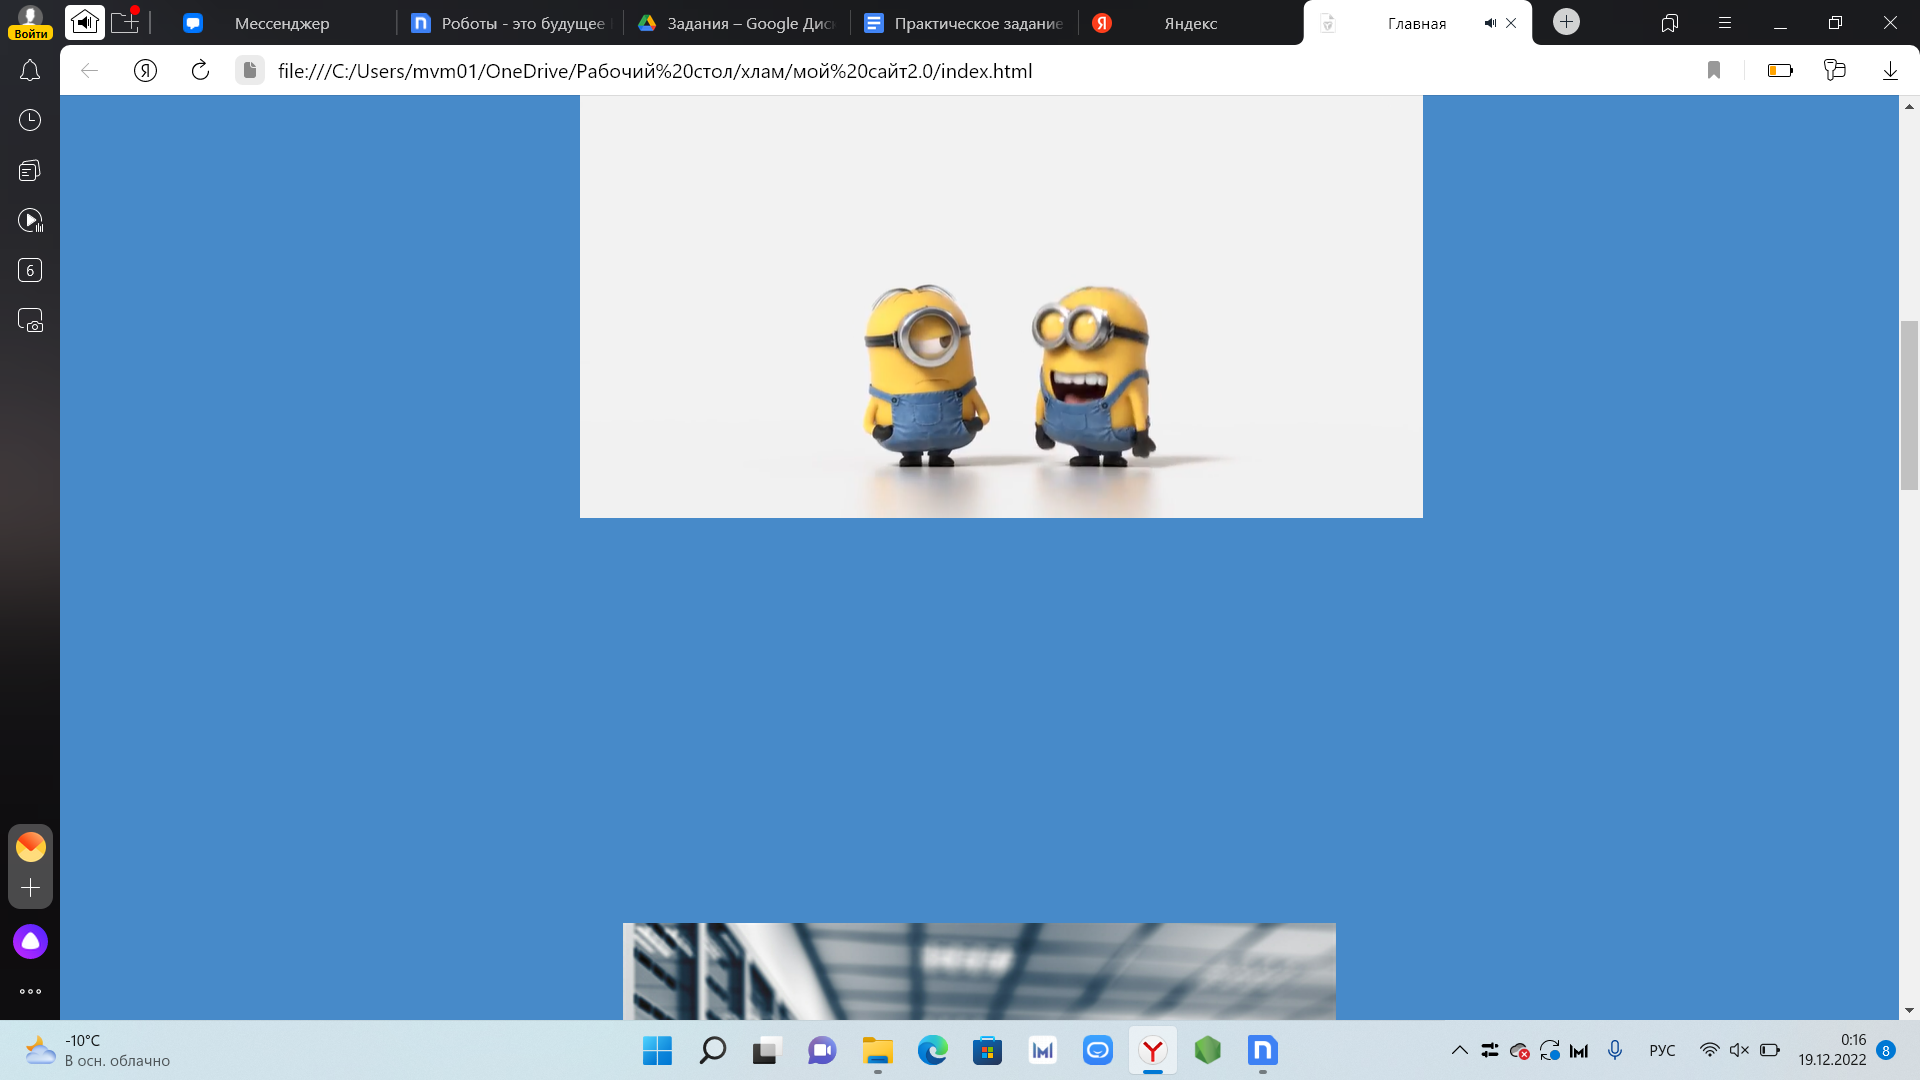 Войти
Мессенджер
Роботы - это будущее
Задания – Google Дис
Практическое задание
Яндекс
Главная
file:///C:/Users/mvm01/OneDrive/Рабочий%20стол/хлам/мой%20сайт2.0/index.html
6
-10°C
В осн. облачно
РУС
0:16
19.12.2022
8